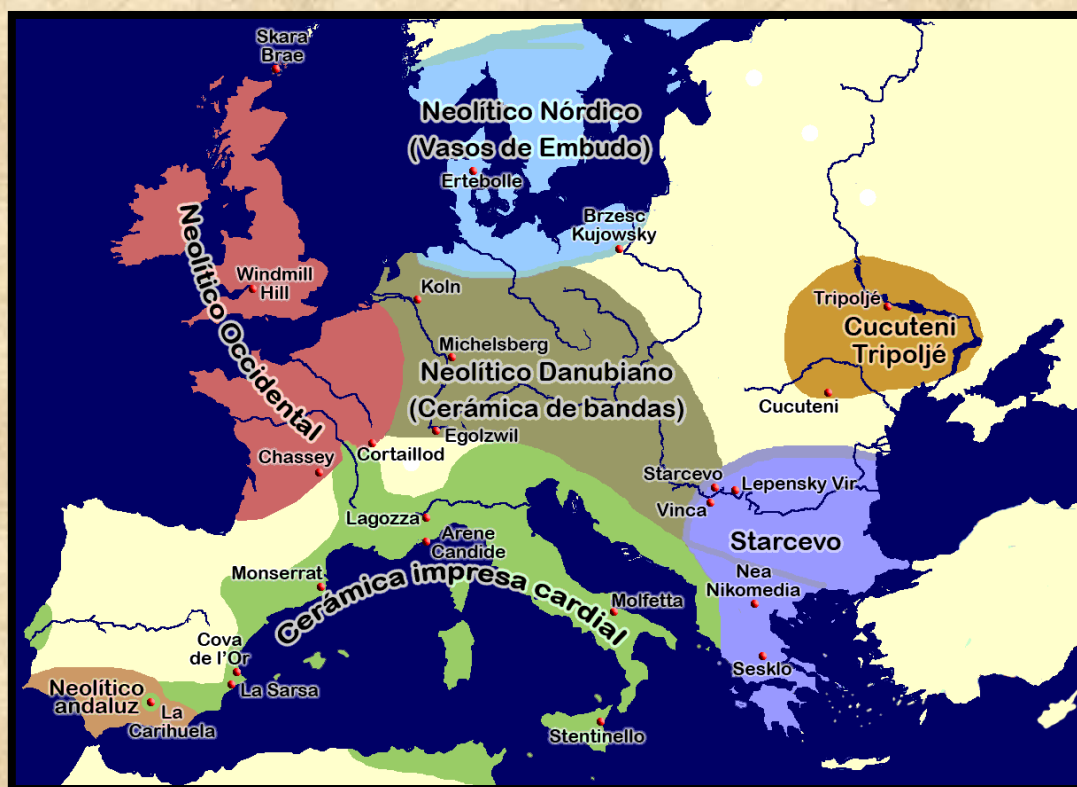 Skara
Brae
Neolítico Nórdico
(Vasos de Embudo)
Ertebolle
Brzesc
Kujowsky
Neolítico Occidental
Windmill
Hill
Koln
Tripoljé
Cucuteni
Tripoljé
Michelsberg
Neolítico Danubiano
(Cerámica de bandas)
Cucuteni
Egolzwil
Cortaillod
Chassey
Starcevo
Lepensky Vir
Vinca
Lagozza
Arene
Candide
Starcevo
Monserrat
Cerámica impresa cardial
Nea
Nikomedia
Molfetta
Cova
de l'Or
Sesklo
La Sarsa
Neolítico
andaluz
La
Carihuela
Stentinello